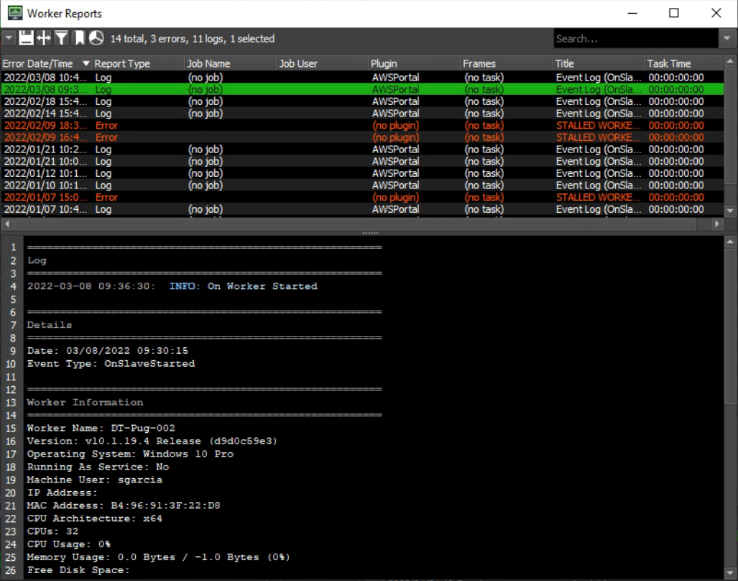 Worker Reports
14 total, 3 errors, 11 logs, 1 selected
Search...
Error Date/Time Report Type Job Name Job User Plugin Frames Title Task Time
2022/03/08 10:4... Log (no job) AWSPortal (no task) Event Log (OnSla... 00:00:00:00
2022/03/08 09:3... Log (no job) AWSPortal (no task) Event Log (OnSla... 00:00:00:00
2022/02/18 15:4... Log (no job) AWSPortal (no task) Event Log (OnSla... 00:00:00:00
2022/02/14 15:4... Log (no job) AWSPortal (no task) Event Log (OnSla... 00:00:00:00
2022/02/09 18:3... Error (no plugin) (no task) STALLED WORKE... 00:00:00:00
2022/02/09 16:4... Error (no plugin) (no task) STALLED WORKE... 00:00:00:00
2022/01/21 10:2... Log (no job) AWSPortal (no task) Event Log (OnSla... 00:00:00:00
2022/01/21 10:0... Log (no job) AWSPortal (no task) Event Log (OnSla... 00:00:00:00
2022/01/12 10:1... Log (no job) AWSPortal (no task) Event Log (OnSla... 00:00:00:00
2022/01/10 10:1... Log (no job) AWSPortal (no task) Event Log (OnSla... 00:00:00:00
2022/01/07 15:0... Error (no plugin) (no task) STALLED WORKE... 00:00:00:00
2022/01/07 10:4... Log (no job) AWSPortal (no task) Event Log (OnSla... 00:00:00:00
1 =======================================================
2 Log
3 =======================================================
4 2022-03-08 09:36:30: INFO: On Worker Started
5
6 =======================================================
7 Details
8 =======================================================
9 Date: 03/08/2022 09:30:15
10 Event Type: OnSlaveStarted
11
12 =======================================================
13 Worker Information
14 =======================================================
15 Worker Name: DT-Pug-002
16 Version: v10.1.19.4 Release (d9d0c59e3)
17 Operating System: Windows 10 Pro
18 Running As Service: No
19 Machine User: sgarcia
20 IP Address:
21 MAC Address: B4:96:91:3F:22:D8
22 CPU Architecture: x64
23 CPUs: 32
24 CPU Usage: 0%
25 Memory Usage: 0.0 Bytes / -1.0 Bytes (0%)
26 Free Disk Space: